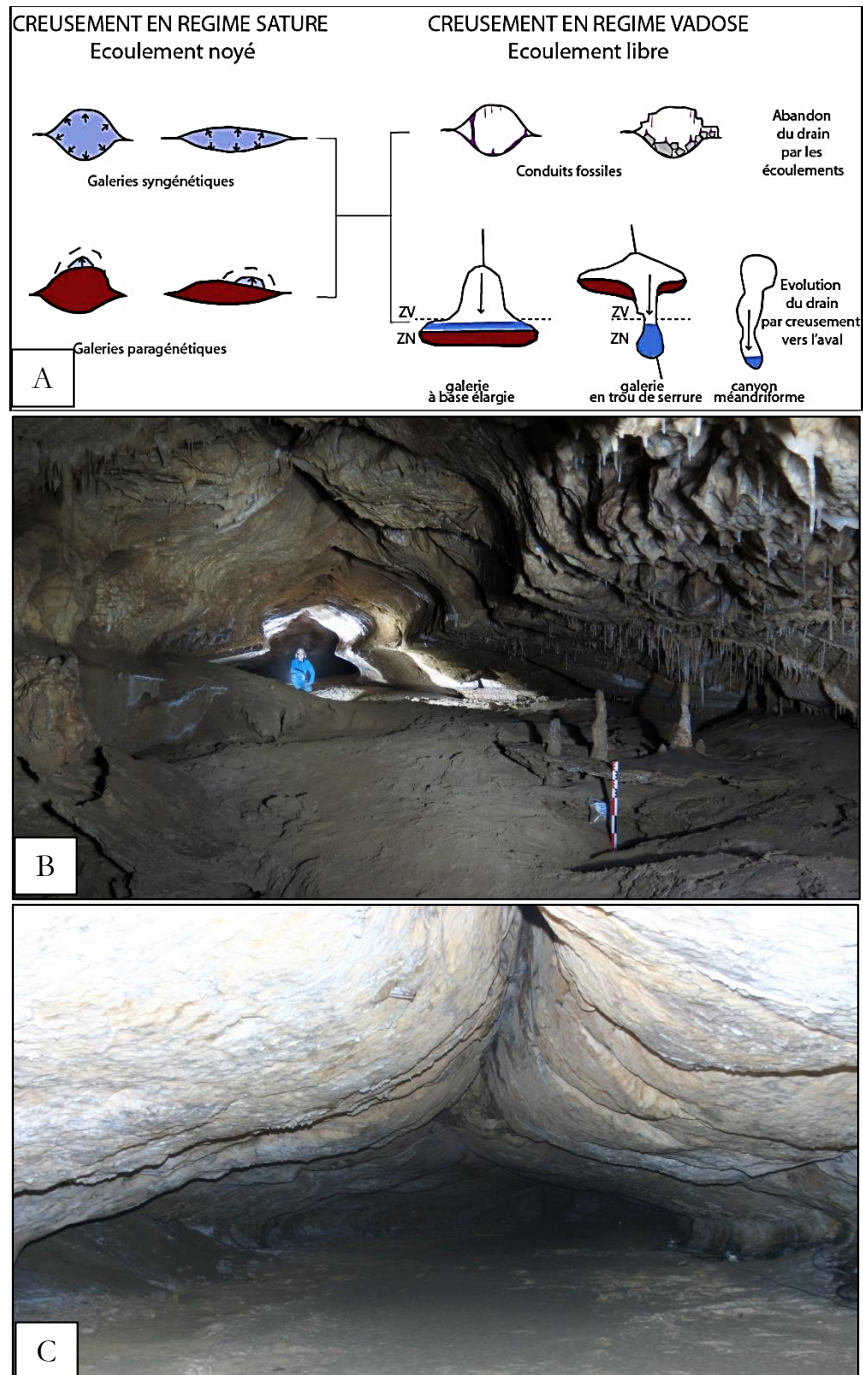 CREUSEMENT EN REGIME SATURE
Ecoulement noyé
Galeries syngénétiques
Galeries paragénétiques
A
CREUSEMENT EN REGIME VADOSE
Ecoulement libre
Conduits fossiles
Abandon
du drain
par les
écoulements
ZV
ZN
galerie
à base élargie
ZV
ZN
galerie
en trou de serrure
canyon
méandriforme
Evolution
du drain
par creusement
vers l'aval
B
C